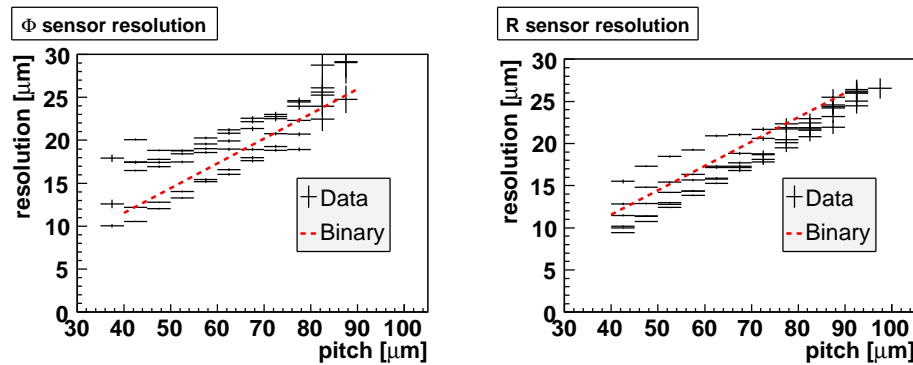 Φ sensor resolution
resolution [μm]
30
25
20
15
10
5
0
Data
Binary
30 40 50 60 70 80 90 100
pitch [μm]
R sensor resolution
resolution [μm]
30
25
20
15
10
5
0
Data
Binary
30 40 50 60 70 80 90 100
pitch [μm]